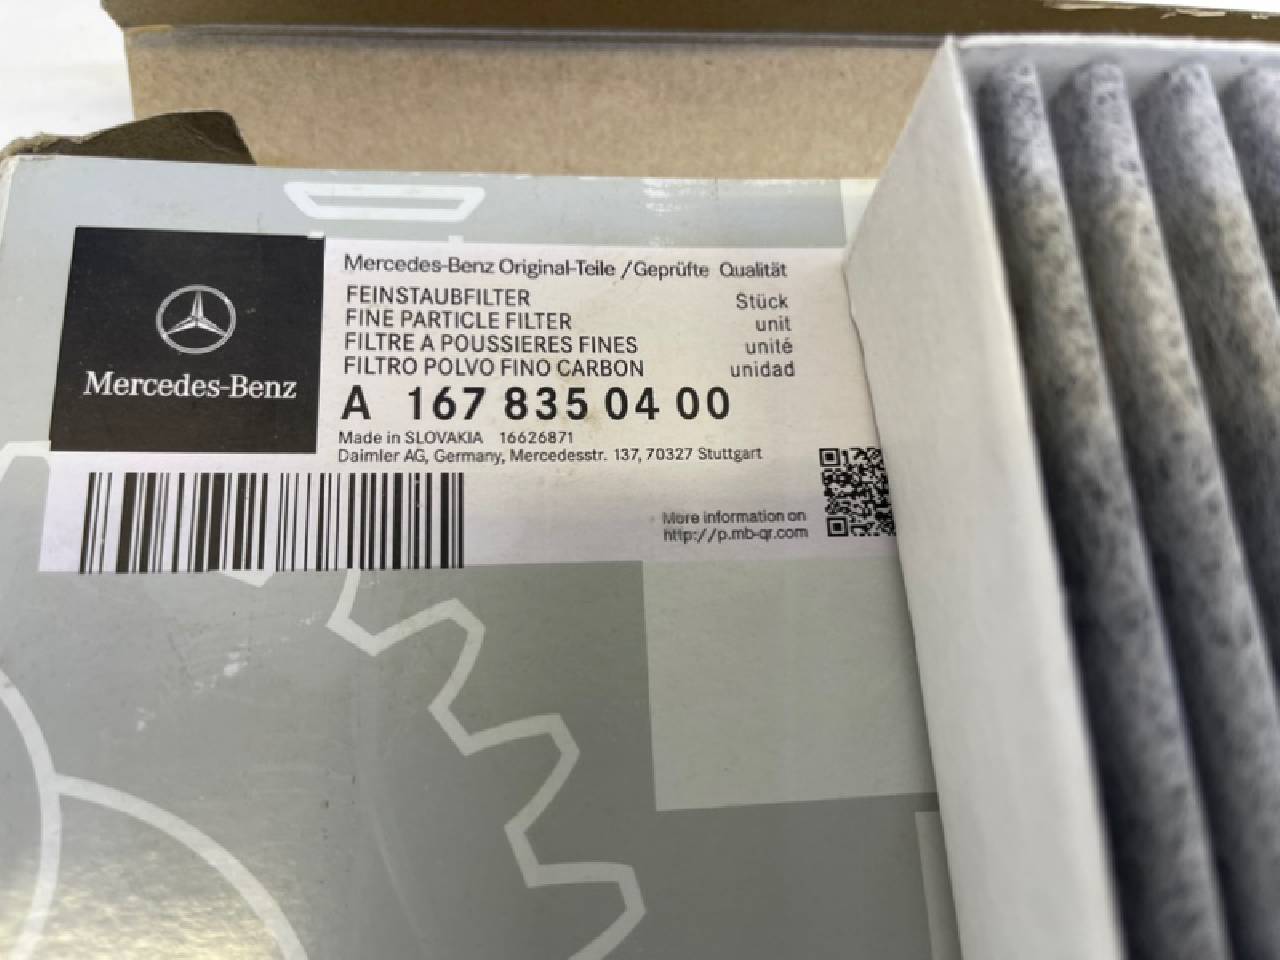 Mercedes-Benz Original-Teile /Geprüfte Qualität
FEINSTAUBFILTER Stück
FINE PARTICLE FILTER unit
FILTRE A POUSSIERES FINES unité
FILTRO POLVO FINO CARBON unidad
Mercedes-Benz
A 167 835 04 00
Made in SLOVAKIA 16626871
Daimler AG, Germany, Mercedesstr. 137, 70327 Stuttgart
More information on
http://p.mb-qr.com